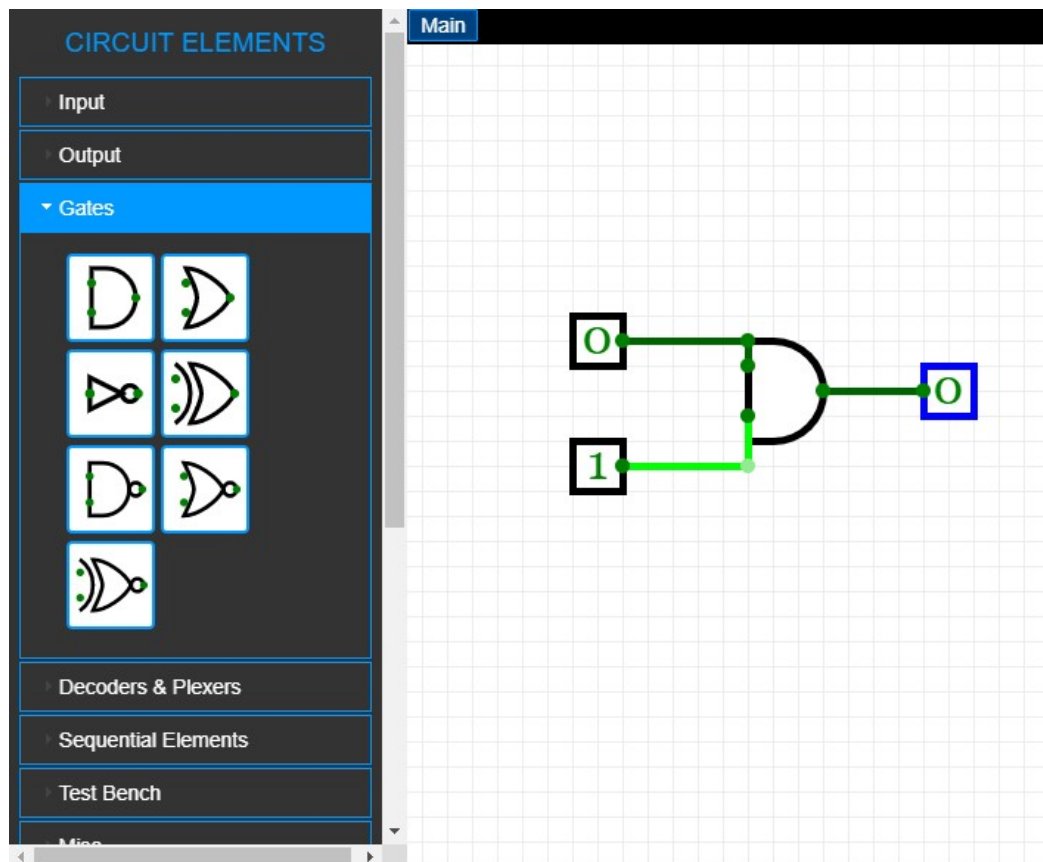 CIRCUIT ELEMENTS
Input
Output
Gates
Decoders & Plexers
Sequential Elements
Test Bench
Main
0
1
0